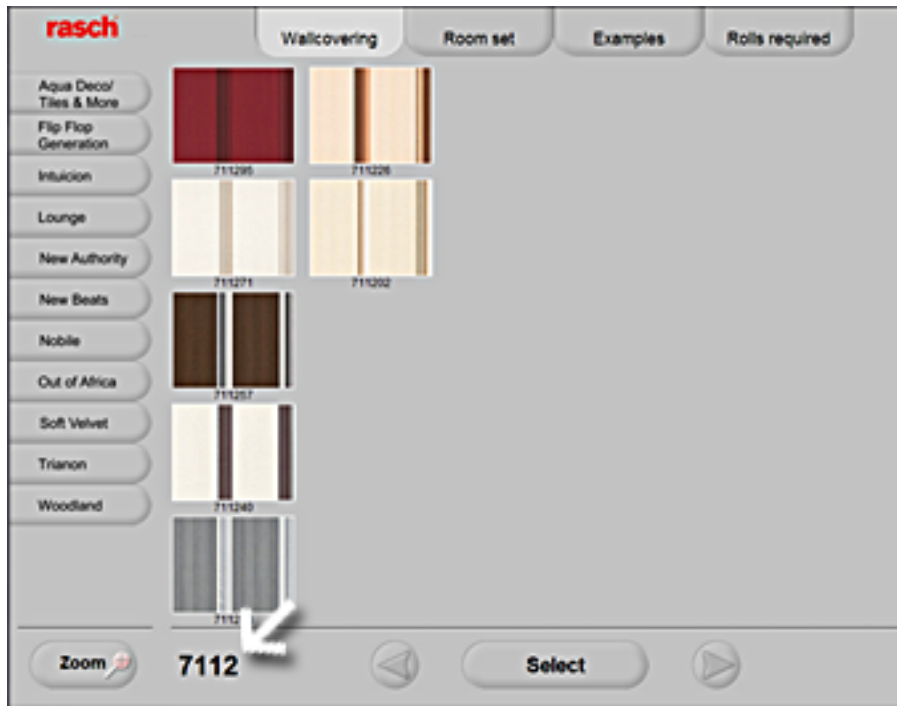 rasch
Wallcovering
Room set
Examples
Rolls required
Aqua Deco/
Tiles & More
Flip Flop
Generation
Intuicion
Lounge
New Authority
New Beats
Nobile
Out of Africa
Soft Velvet
Trianon
Woodland
711295
711226
711271
711202
711257
711240
Zoom
7112
Select